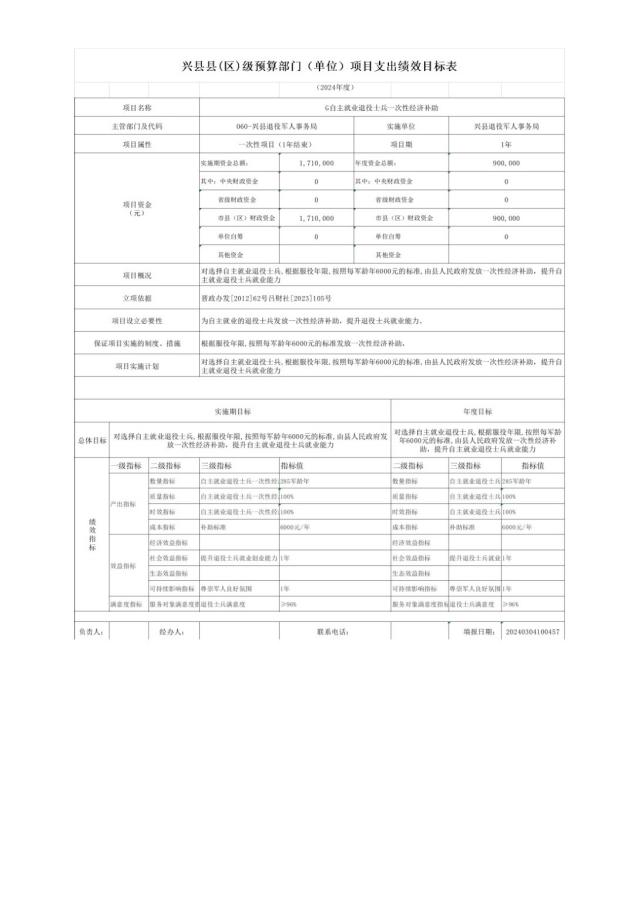 兴县县(区)级预算部门（单位）项目支出绩效目标表
（2024年度）
项目名称 G自主就业退役士兵一次性经济补助
主管部门及代码 060-兴县退役军人事务局 实施单位 兴县退役军人事务局
项目属性 一次性项目（1年结束） 项目期 1年
项目资金（元）
实施期资金总额: 1,710,000 年度资金总额: 900,000
其中: 中央财政资金 0 其中: 中央财政资金 0
省级财政资金 0 省级财政资金 0
市县（区）财政资金 1,710,000 市县（区）财政资金 900,000
单位自筹 0 单位自筹 0
其他资金 其他资金
项目概况 对选择自主就业退役士兵,根据服役年限,按照每军龄年6000元的标准,由县人民政府发放一次性经济补助，提升自
主就业退役士兵就业能力
立项依据 晋政办发[2012]62号吕财社[2023]105号
项目设立必要性 为自主就业的退役士兵发放一次性经济补助，提升退役士兵就业能力。
保证项目实施的制度、措施 根据服役年限,按照每军龄年6000元的标准发放一次性经济补助。
项目实施计划 对选择自主就业退役士兵,根据服役年限,按照每军龄年6000元的标准,由县人民政府发放一次性经济补助，提升自
主就业退役士兵就业能力
实施期目标 年度目标
总体目标
对选择自主就业退役士兵,根据服役年限,按照每军龄年6000元的标准,由县人民政府发
放一次性经济补助，提升自主就业退役士兵就业能力
对选择自主就业退役士兵,根据服役年限,按照每军龄
年6000元的标准,由县人民政府发放一次性经济补
助，提升自主就业退役士兵就业能力
绩效指标
一级指标 二级指标 三级指标 指标值 二级指标 三级指标 指标值
产出指标
数量指标 自主就业退役士兵一次性经 285军龄年 数量指标 自主就业退役士兵 285军龄年
质量指标 自主就业退役士兵一次性经 100% 质量指标 自主就业退役士兵 100%
时效指标 自主就业退役士兵一次性经 100% 时效指标 自主就业退役士兵 100%
成本指标 补助标准 6000元/年 成本指标 补助标准 6000元/年
效益指标
经济效益指标 经济效益指标
社会效益指标 提升退役士兵就业创业能力 1年 社会效益指标 提升退役士兵就业 1年
生态效益指标 生态效益指标
可持续影响指标 尊崇军人良好氛围 1年 可持续影响指标 尊崇军人良好氛围 1年
满意度指标 服务对象满意度指 退役士兵满意度 ≥96% 服务对象满意度指标 退役士兵满意度 ≥96%
负责人: 经办人: 联系电话: 填报日期: 20240304100457